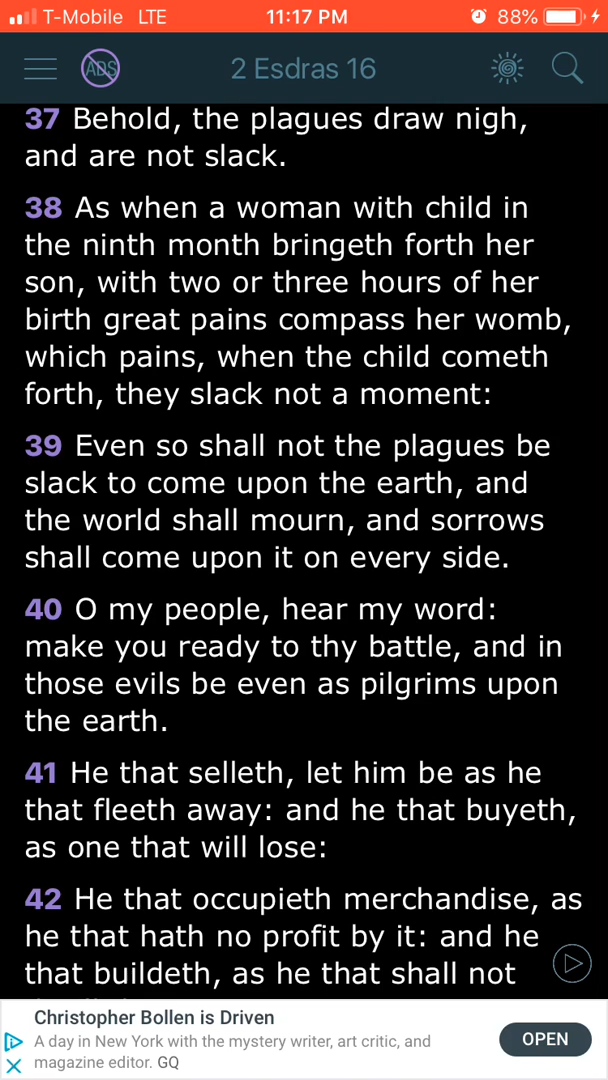 T-Mobile LTE 11:17 PM 88%
ADS 2 Esdras 16
37 Behold, the plagues draw nigh,
and are not slack.
38 As when a woman with child in
the ninth month bringeth forth her
son, with two or three hours of her
birth great pains compass her womb,
which pains, when the child cometh
forth, they slack not a moment:
39 Even so shall not the plagues be
slack to come upon the earth, and
the world shall mourn, and sorrows
shall come upon it on every side.
40 O my people, hear my word:
make you ready to thy battle, and in
those evils be even as pilgrims upon
the earth.
41 He that selleth, let him be as he
that fleeth away: and he that buyeth,
as one that will lose:
42 He that occupieth merchandise, as
he that hath no profit by it: and he
that buildeth, as he that shall not
Christopher Bollen is Driven
A day in New York with the mystery writer, art critic, and
magazine editor. GQ
OPEN